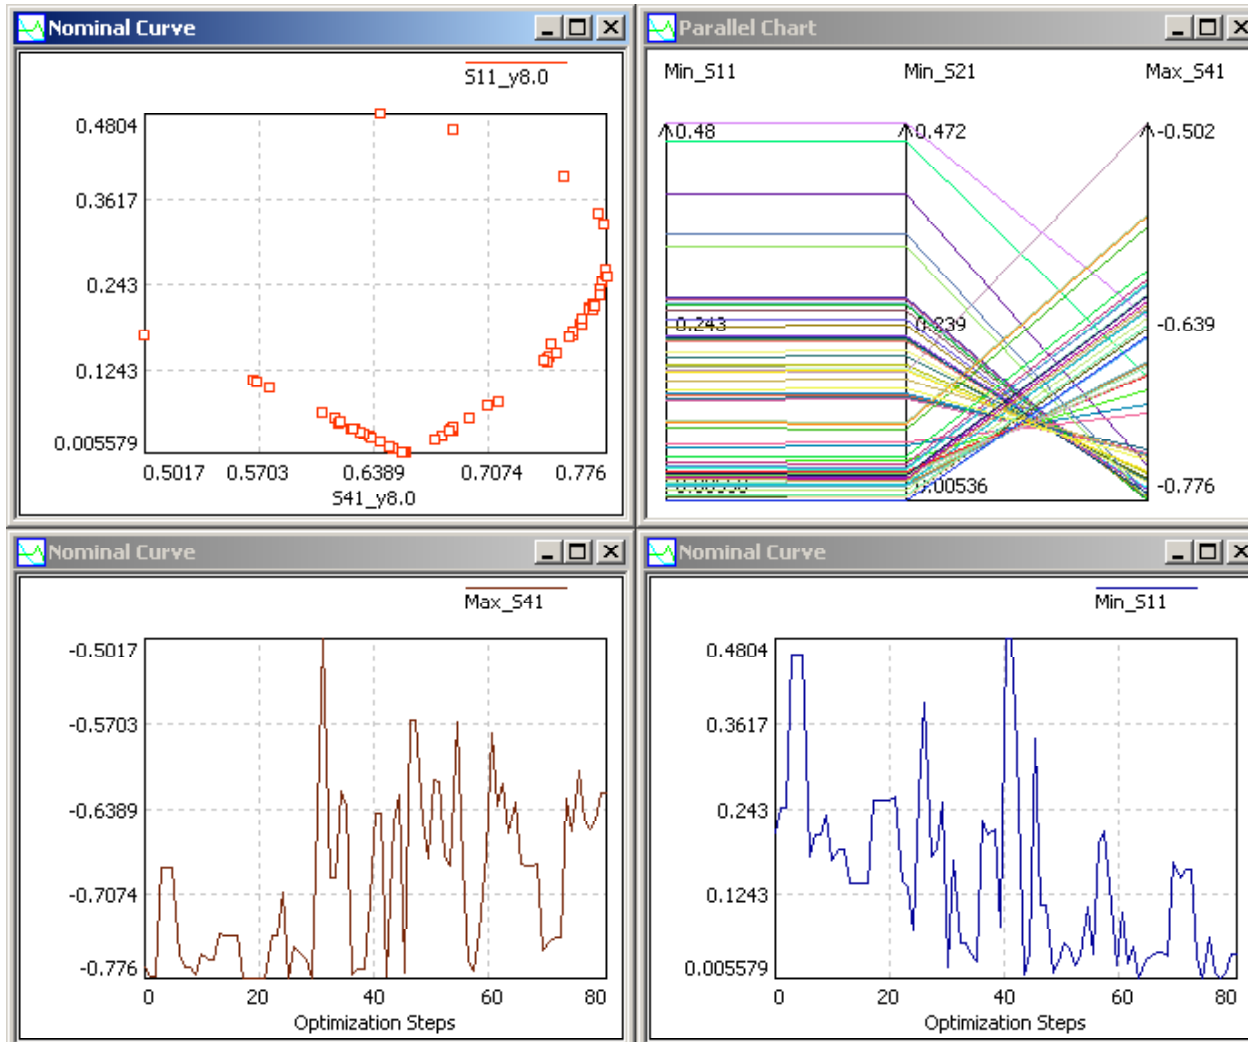 Nominal Curve
S11_y8.0
0.4804
0.3617
0.243
0.1243
0.005579
0.5017 0.5703 0.6389 0.7074 0.776
S41_y8.0
Parallel Chart
Min_S11 Min_S21 Max_S41
0.48 0.472 -0.502
0.243 0.239 -0.639
0.00536 -0.776
Nominal Curve
Max_S41
-0.5017
-0.5703
-0.6389
-0.7074
-0.776
0 20 40 60 80
Optimization Steps
Nominal Curve
Min_S11
0.4804
0.3617
0.243
0.1243
0.005579
0 20 40 60 80
Optimization Steps